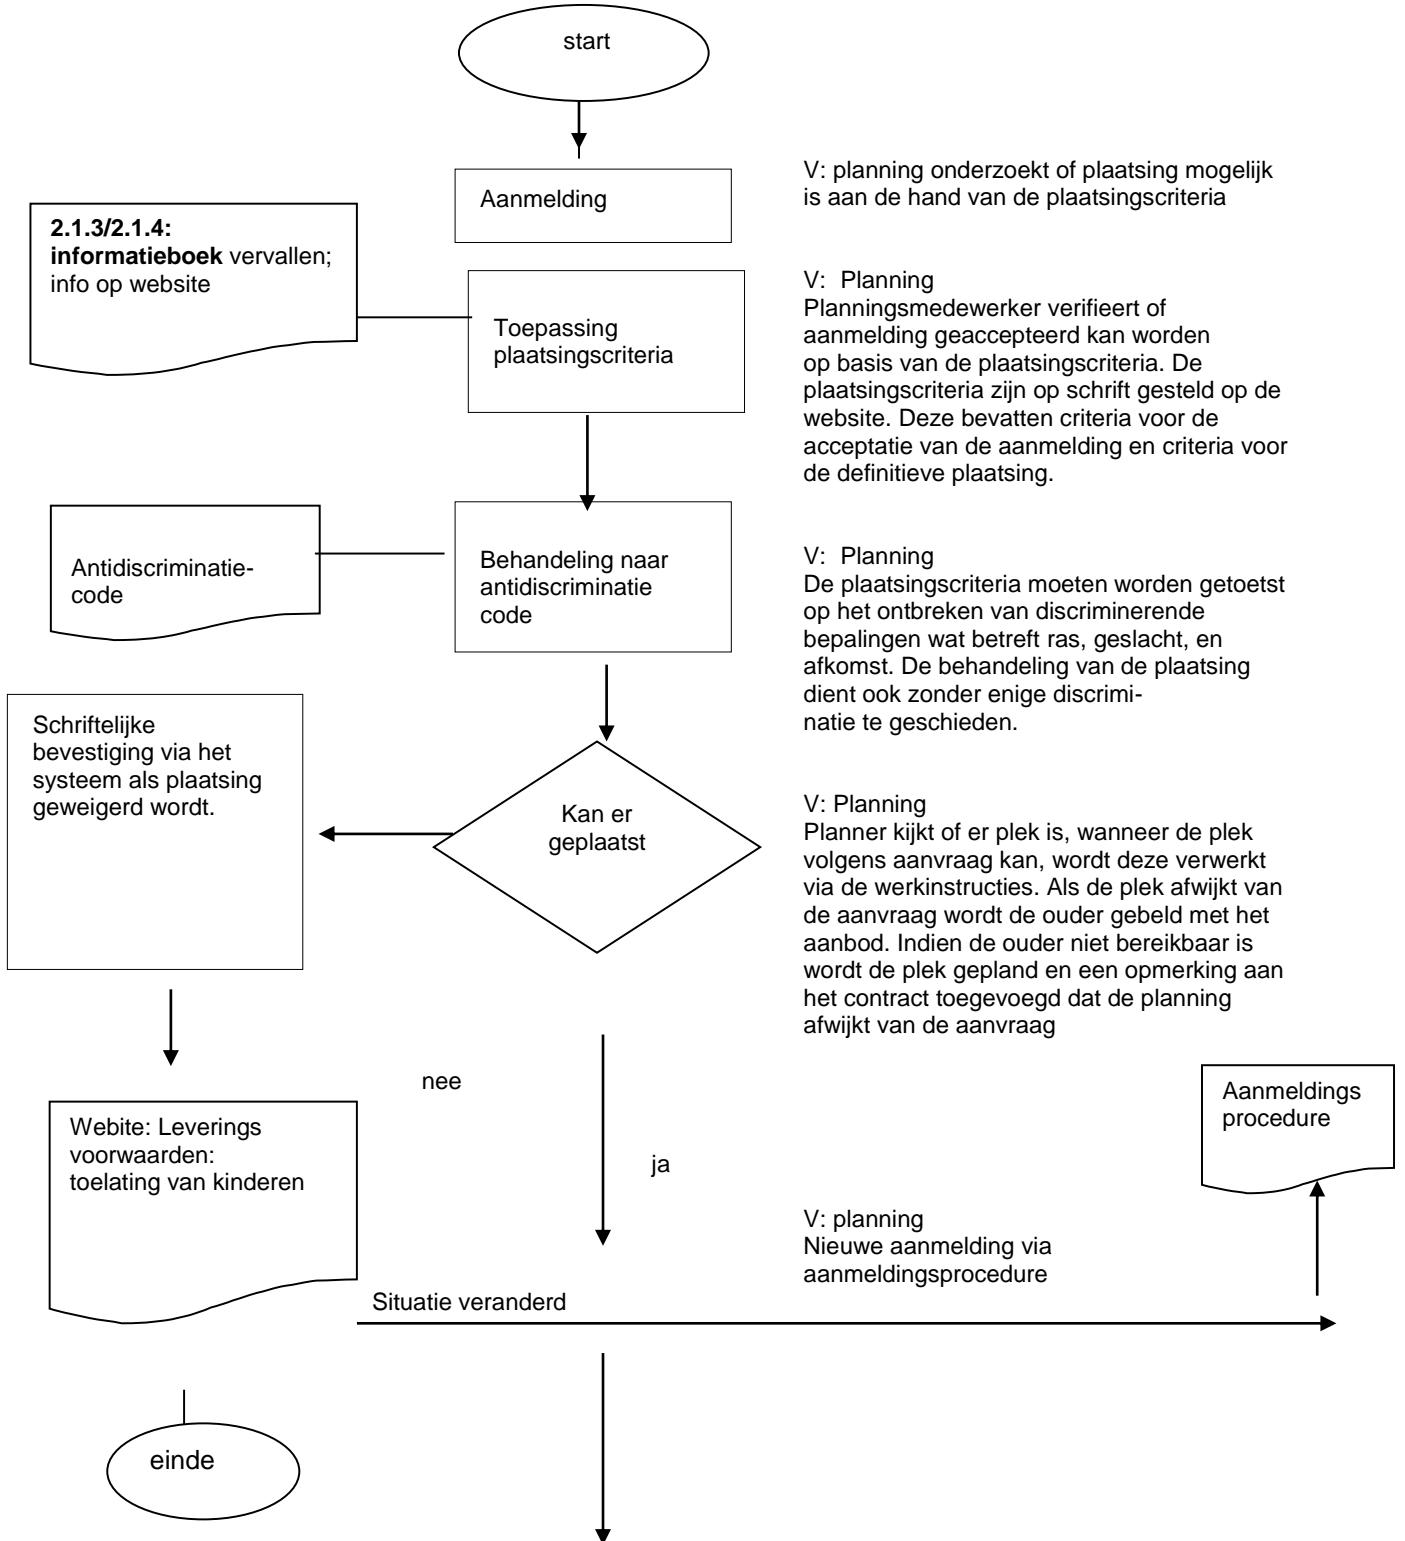 start
Aanmelding
V: planning onderzoekt of plaatsing mogelijk
is aan de hand van de plaatsingscriteria
2.1.3/2.1.4:
informatieboek vervallen;
info op website
Toepassing
plaatsingscriteria
V: Planning
Planningsmedewerker verifieert of
aanmelding geaccepteerd kan worden
op basis van de plaatsingscriteria. De
plaatsingscriteria zijn op schrift gesteld op de
website. Deze bevatten criteria voor de
acceptatie van de aanmelding en criteria voor
de definitieve plaatsing.
Antidiscriminatie-
code
Behandeling naar
antidiscriminatie
code
V: Planning
De plaatsingscriteria moeten worden getoetst
op het ontbreken van discriminerende
bepalingen wat betreft ras, geslacht, en
afkomst. De behandeling van de plaatsing
dient ook zonder enige discrimi-
natie te geschieden.
Schriftelijke
bevestiging via het
systeem als plaatsing
geweigerd wordt.
Kan er
geplaatst
V: Planning
Planner kijkt of er plek is, wanneer de plek
volgens aanvraag kan, wordt deze verwerkt
via de werkinstructies. Als de plek afwijkt van
de aanvraag wordt de ouder gebeld met het
aanbod. Indien de ouder niet bereikbaar is
wordt de plek gepland en een opmerking aan
het contract toegevoegd dat de planning
afwijkt van de aanvraag
nee
Aanmeldings
procedure
Webite: Leverings
voorwaarden:
toelating van kinderen
ja
V: planning
Nieuwe aanmelding via
aanmeldingsprocedure
Situatie veranderd
einde